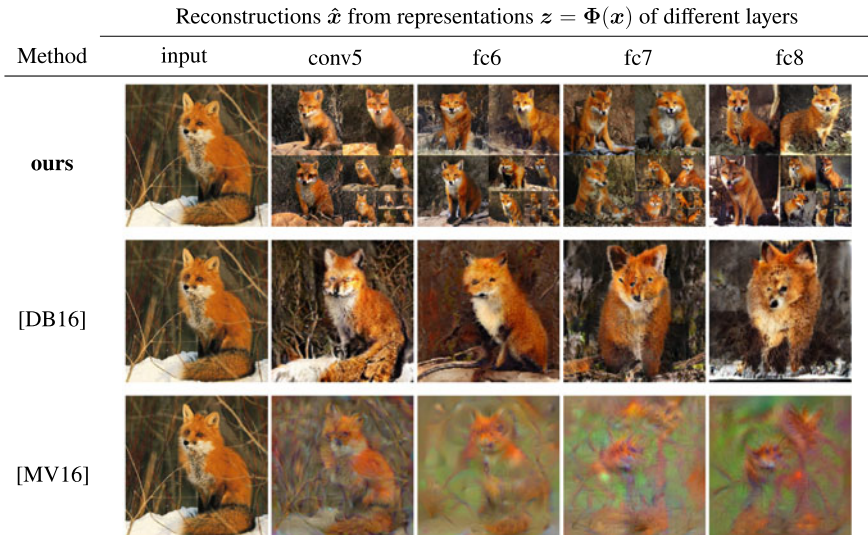 Reconstructions x̂ from representations z = Φ(x) of different layers
Method input conv5 fc6 fc7 fc8
ours
[DB16]
[MV16]